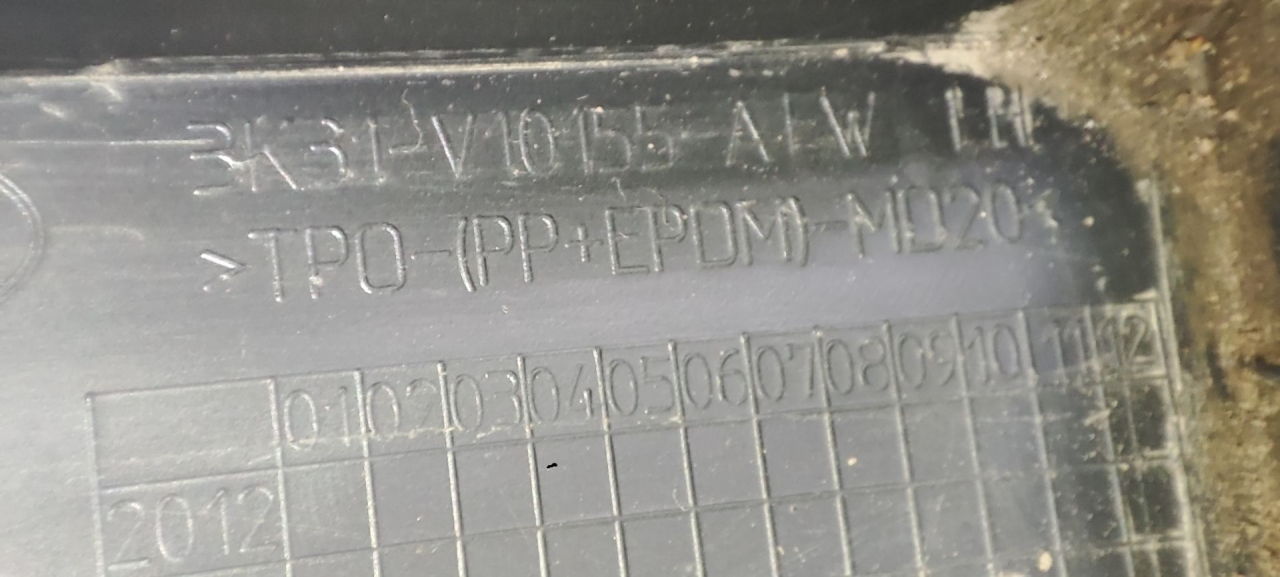 BK31-V10155-AEW LH
>TPO-(PP+EPDM)-MD20
01 02 03 04 05 06 07 08 09 10 11 12
2012